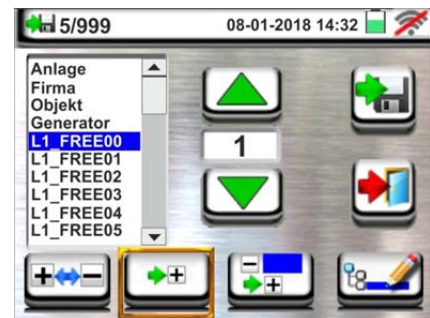 5/999 08-01-2018 14:32
Anlage
Firma
Objekt
Generator
L1_FREE00
L1_FREE01
L1_FREE02
L1_FREE03
L1_FREE04
L1_FREE05
1